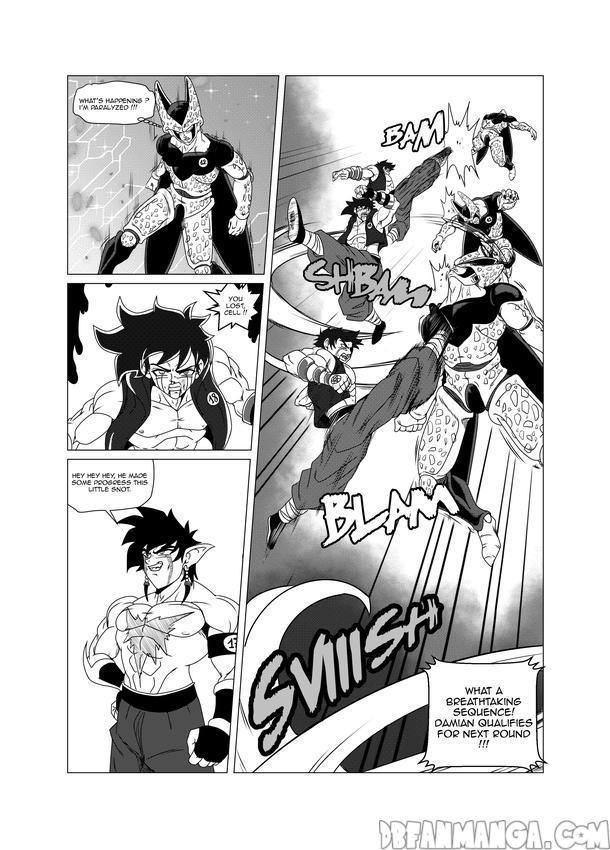 WHAT'S HAPPENING ?
I'M PARALYZED !!!
YOU
LOST,
CELL !!
HEY HEY HEY, HE MADE
SOME PROGRESS THIS
LITTLE SNOT.
BAM
SHBAM
BLAM
SVIIISH
WHAT A
BREATHTAKING
SEQUENCE!
DAMIAN QUALIFIES
FOR NEXT ROUND
!!!
DBFANMANGA.COM